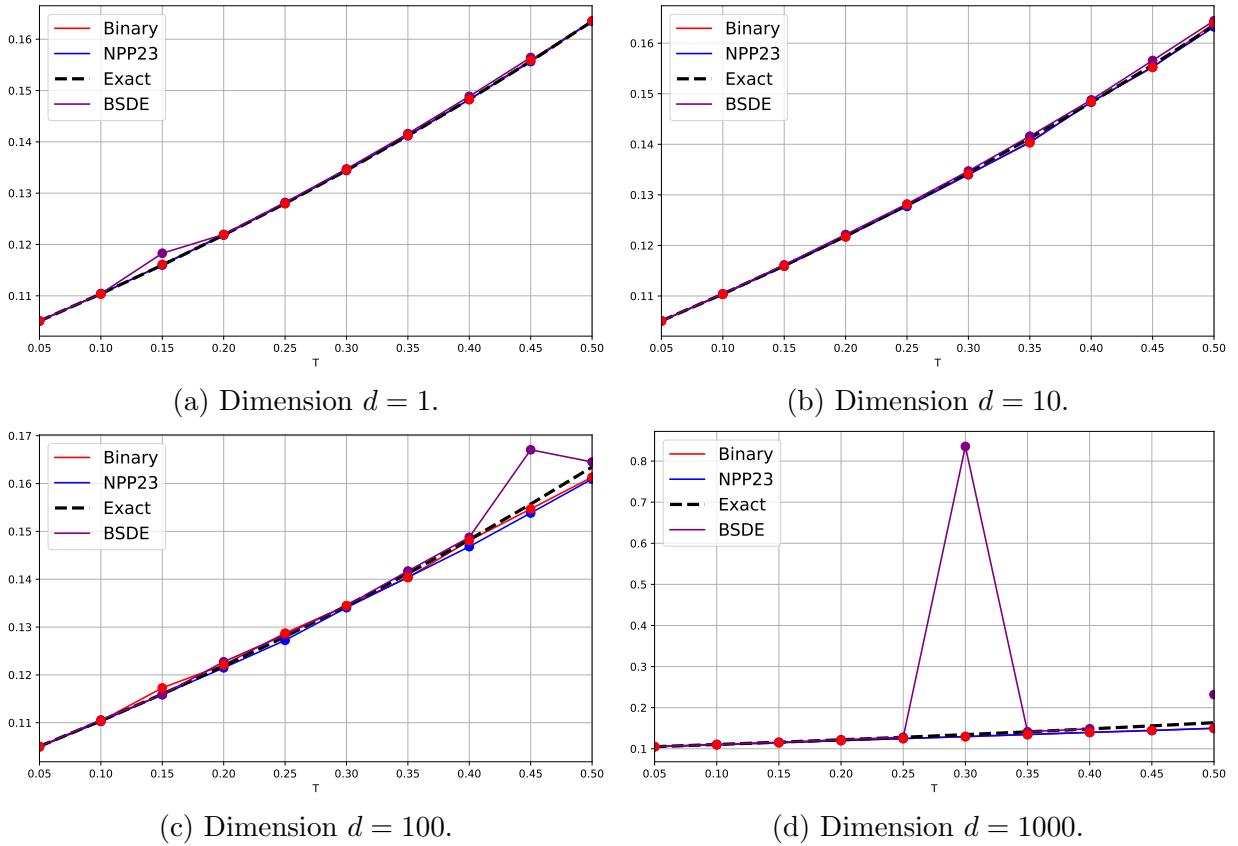 0.16
0.15
0.14
0.13
0.12
0.11
Binary
NPP23
Exact
BSDE
0.05 0.10 0.15 0.20 0.25 0.30 0.35 0.40 0.45 0.50
T
(a) Dimension d = 1.
0.16
0.15
0.14
0.13
0.12
0.11
Binary
NPP23
Exact
BSDE
0.05 0.10 0.15 0.20 0.25 0.30 0.35 0.40 0.45 0.50
T
(b) Dimension d = 10.
0.17
0.16
0.15
0.14
0.13
0.12
0.11
Binary
NPP23
Exact
BSDE
0.05 0.10 0.15 0.20 0.25 0.30 0.35 0.40 0.45 0.50
T
(c) Dimension d = 100.
0.8
0.7
0.6
0.5
0.4
0.3
0.2
0.1
Binary
NPP23
Exact
BSDE
0.05 0.10 0.15 0.20 0.25 0.30 0.35 0.40 0.45 0.50
T
(d) Dimension d = 1000.